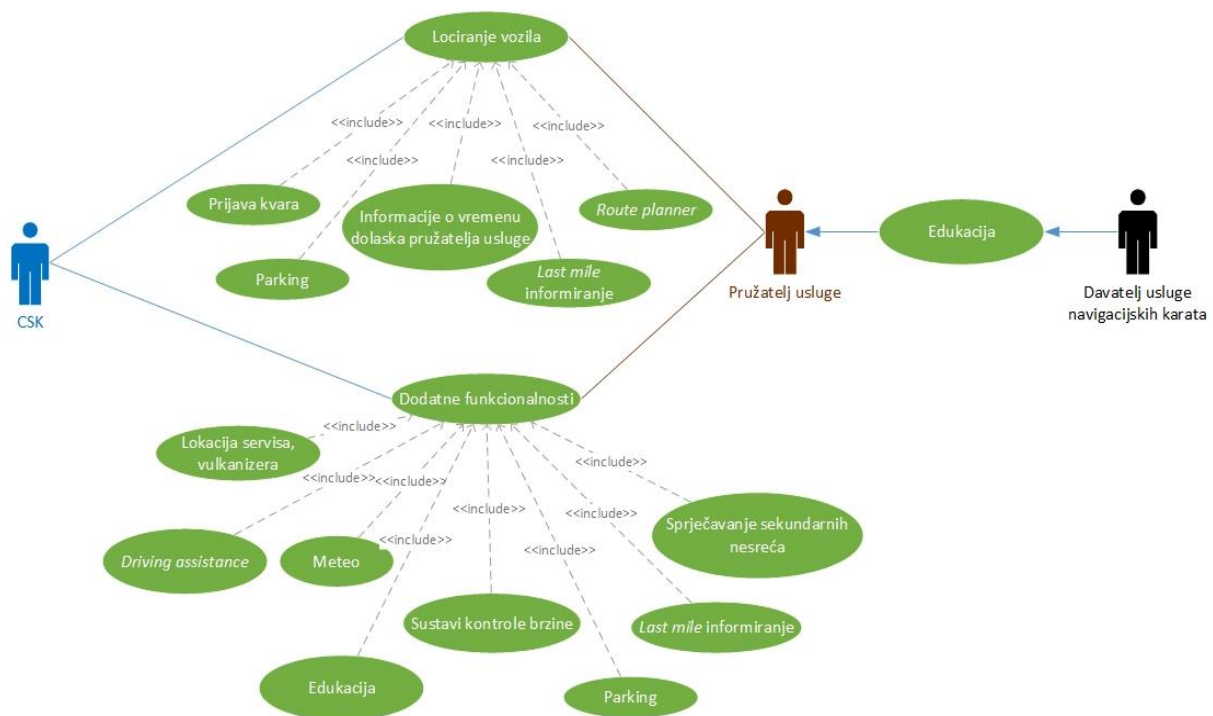 Lociranje vozila
<<include>>
<<include>>
<<include>>
<<include>>
<<include>>
Prijava kvara
Informacije o vremenu
dolaska pružatelja usluge
Route planner
Parking
Last mile
informiranje
CSK
Pružatelj usluge
Edukacija
Davatelj usluge
navigacijskih karata
Dodatne funkcionalnosti
Lokacija servisa,
vulkanizera
<<include>>
<<include>>
<<include>>
<<include>>
<<include>>
<<include>>
<<include>>
<<include>>
Sprječavanje sekundarnih
nesreća
Driving assistance
Meteo
Sustavi kontrole brzine
Last mile informiranje
Edukacija
Parking